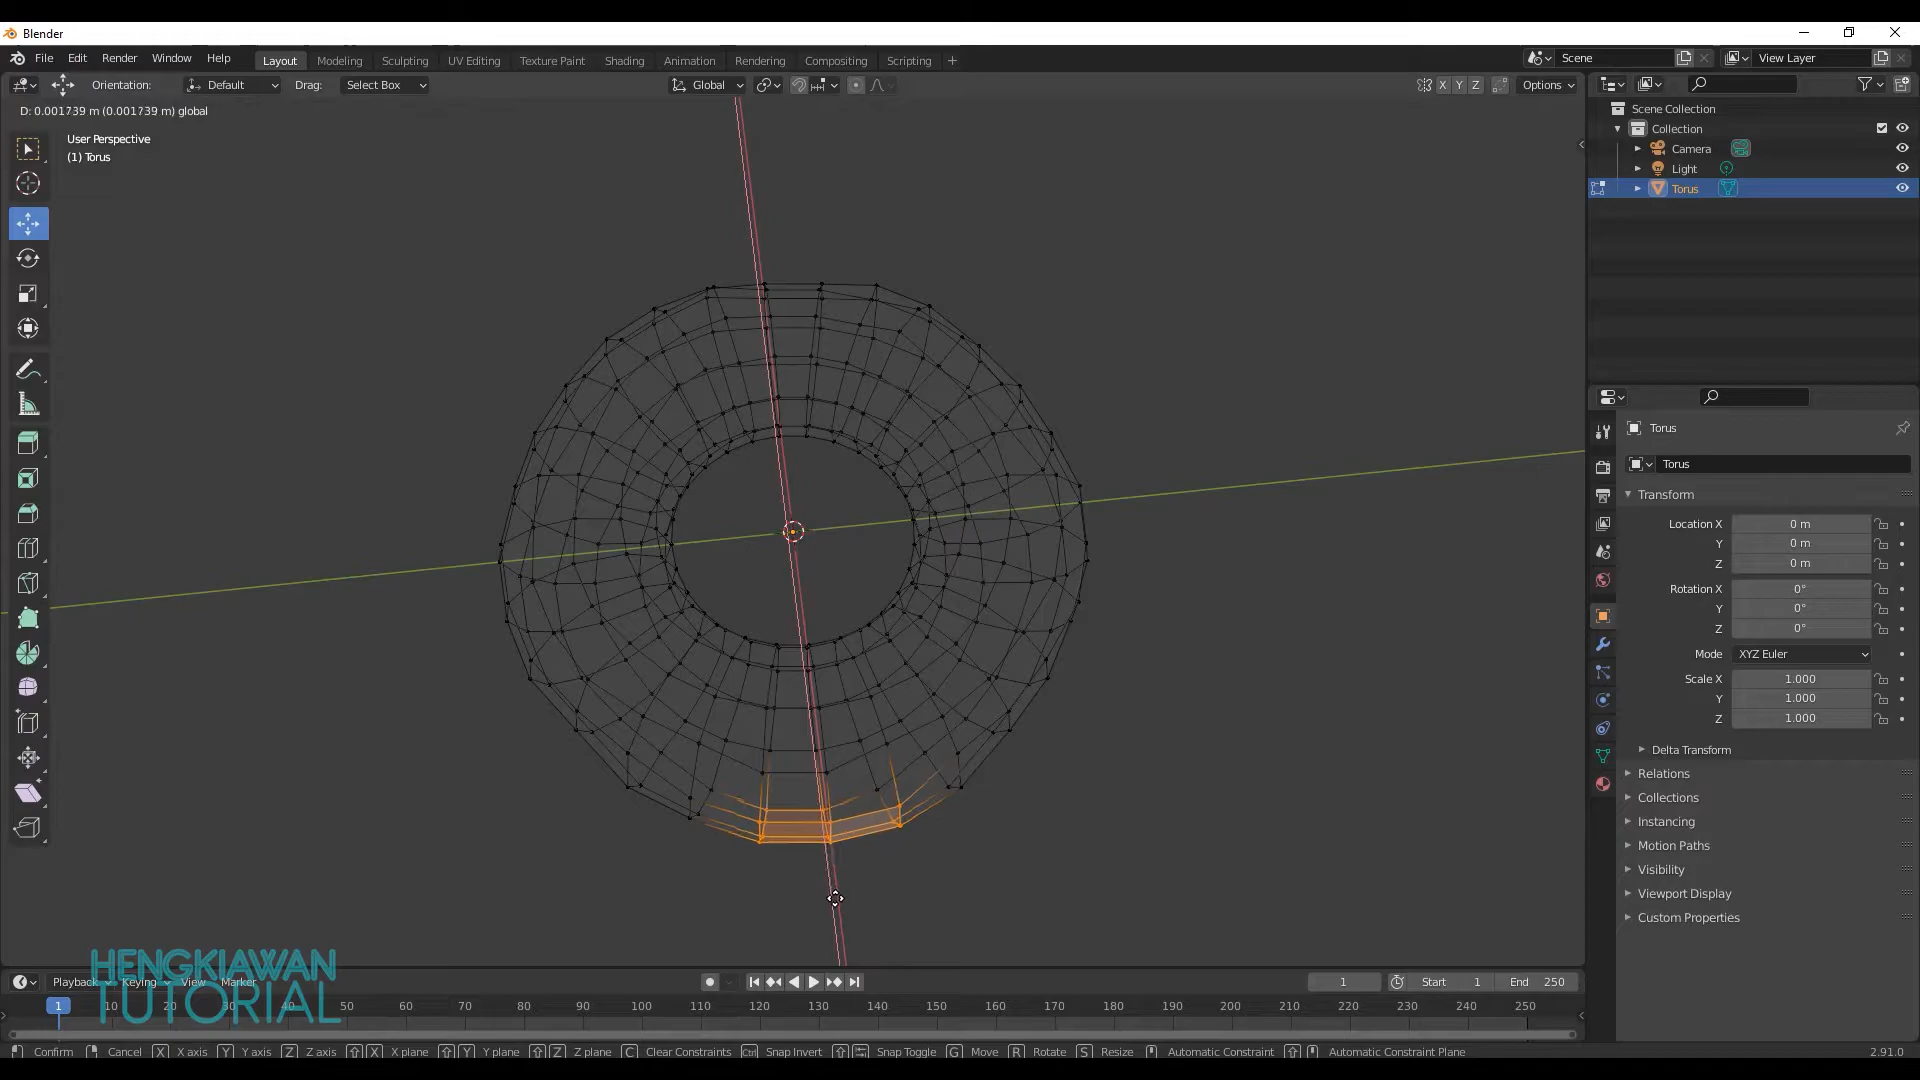 Blender
File Edit Render Window Help Layout Modeling Sculpting UV Editing Texture Paint Shading Animation Rendering Compositing Scripting + Scene View Layer
Orientation: Default Drag: Select Box Global X Y Z Options
D: 0.001739 m (0.001739 m) global
User Perspective
(1) Torus
Scene Collection
Collection
Camera
Light
Torus
Torus
Torus
Transform
Location X 0 m
Y 0 m
Z 0 m
Rotation X 0°
Y 0°
Z 0°
Mode XYZ Euler
Scale X 1.000
Y 1.000
Z 1.000
Delta Transform
Relations
Collections
Instancing
Motion Paths
Visibility
Viewport Display
Custom Properties
HENGKIAWAN
TUTORIAL
Playback Keying View Marker 1 Start 1 End 250
1 10 20 30 40 50 60 70 80 90 100 110 120 130 140 150 160 170 180 190 200 210 220 230 240 250
Confirm Cancel X X axis Y Y axis Z Z axis X X plane Y Y plane Z Z plane C Clear Constraints Ctrl Snap Invert Snap Toggle G Move R Rotate S Resize Automatic Constraint Automatic Constraint Plane 2.91.0